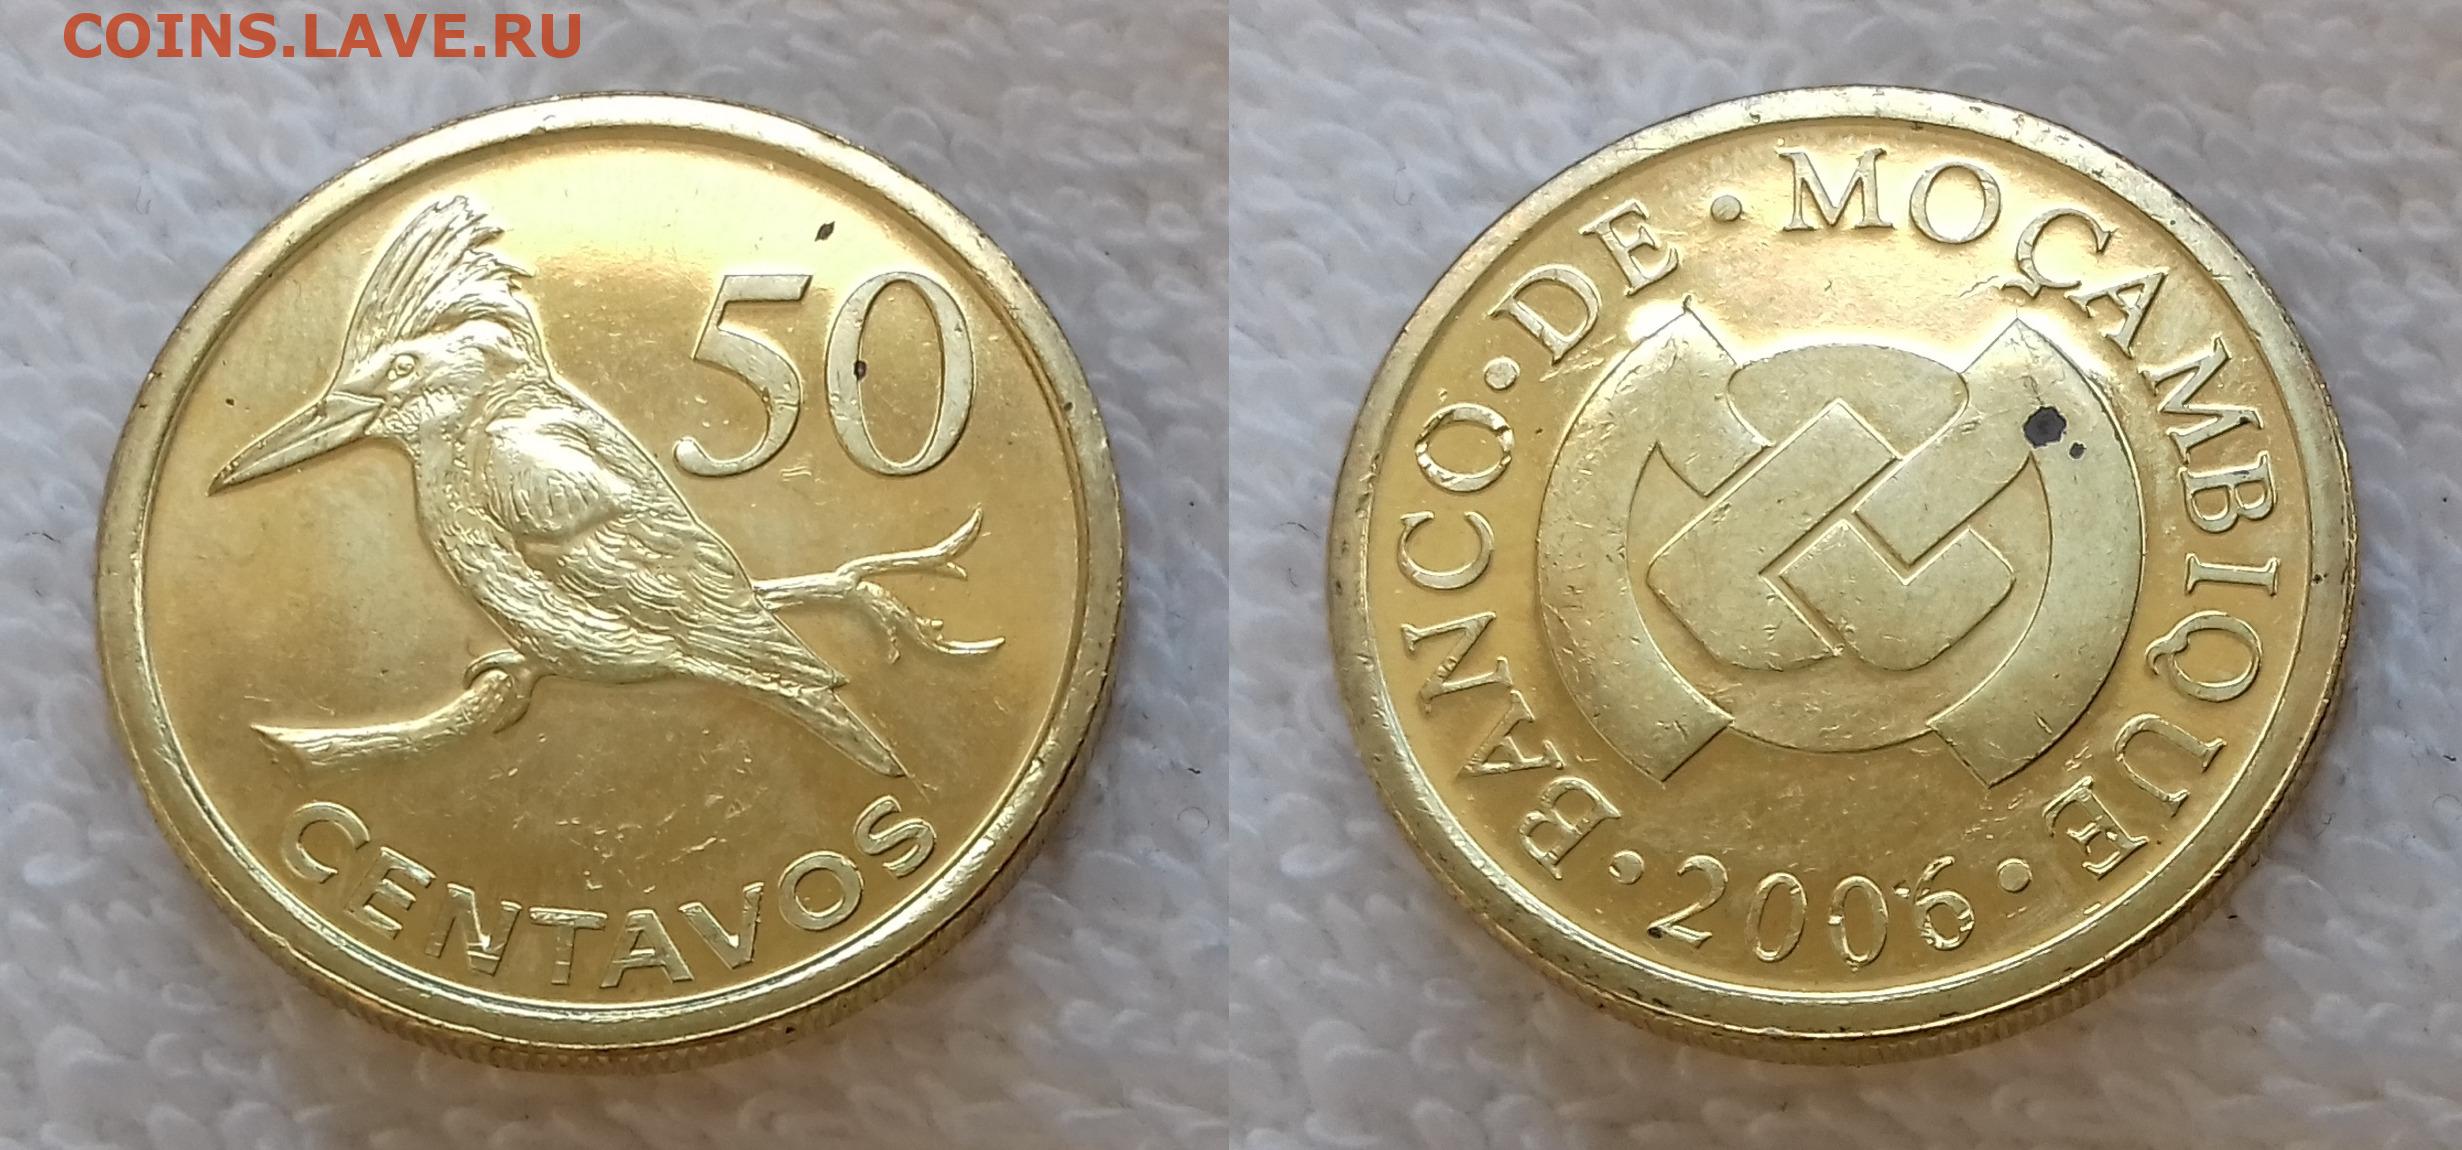 COINS.LAVE.RU
50
CENTAVOS
BANCO · DE · MOÇAMBIQUE
· 2006 ·